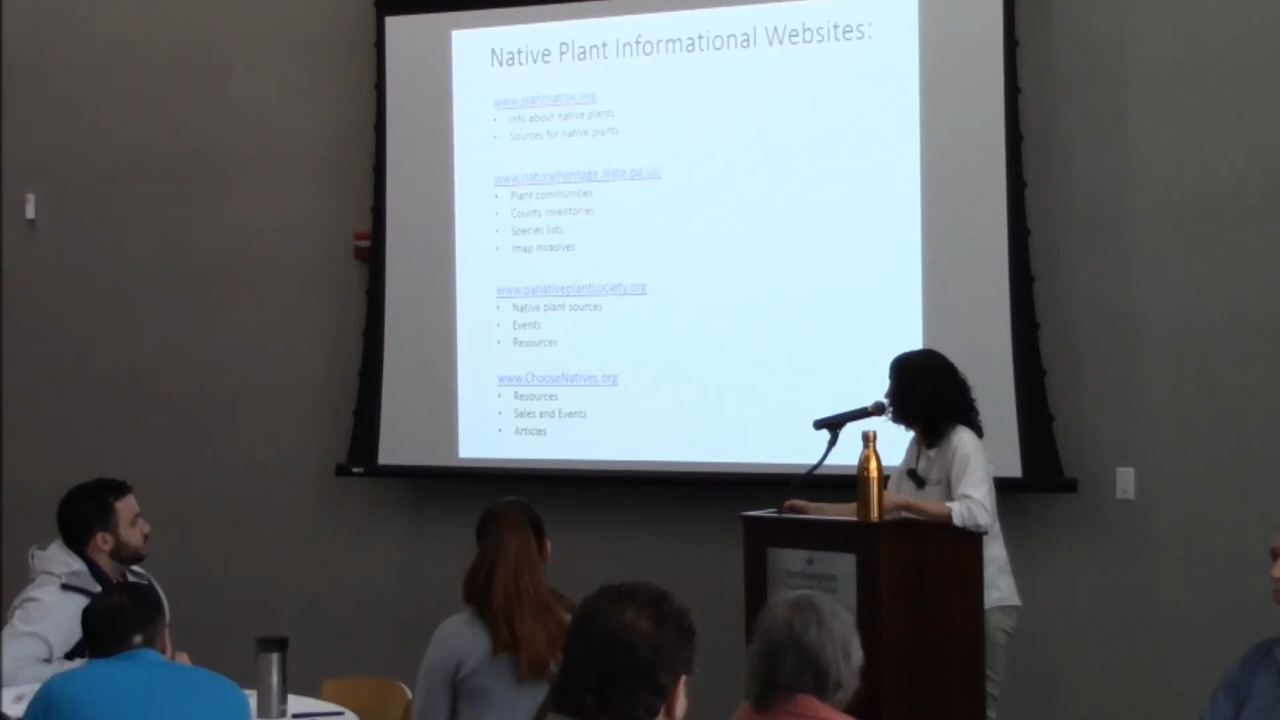 Native Plant Informational Websites:
www.plantnative.org
• Info about native plants
• Sources for native plants
www.naturalheritage.state.pa.us/
• Plant communities
• County inventories
• Species lists
• Imap invasives
www.panativeplantsociety.org
• Native plant sources
• Events
• Resources
www.ChooseNatives.org
• Resources
• Sales and Events
• Articles